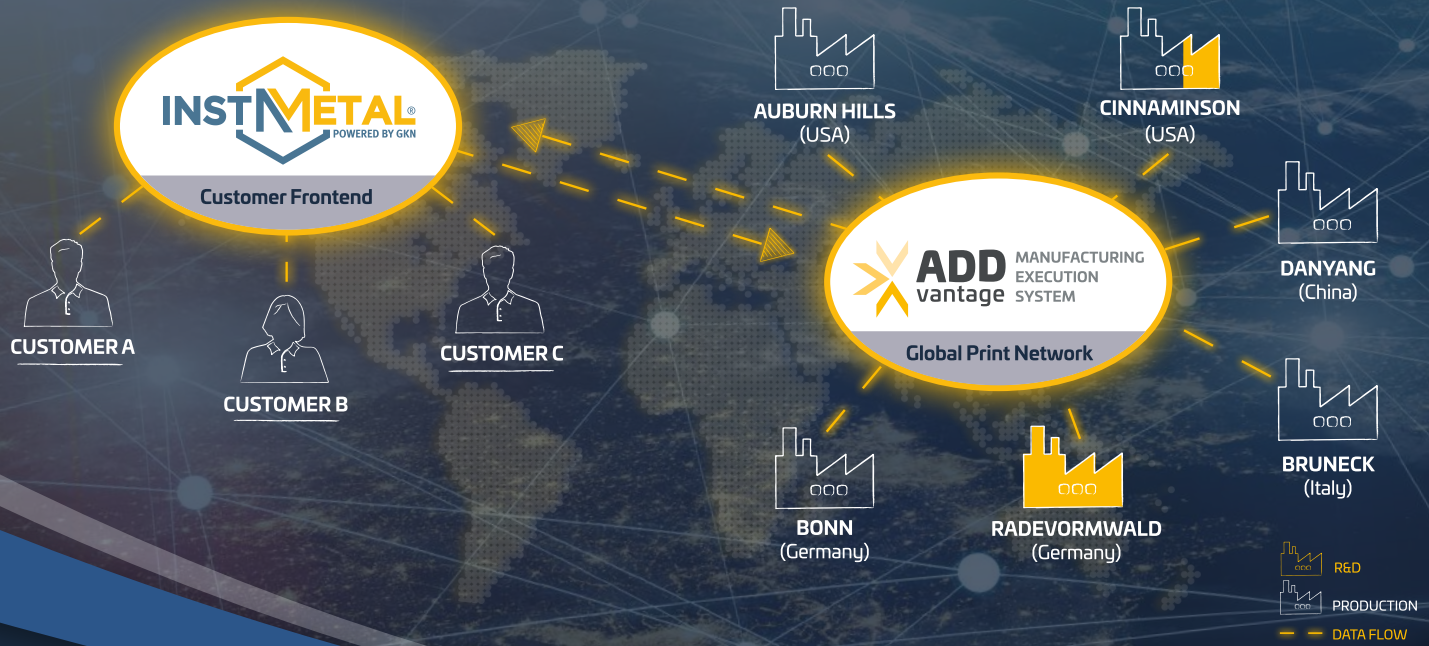 INSTAMETAL®
POWERED BY GKN
Customer Frontend
CUSTOMER A
CUSTOMER B
CUSTOMER C
AUBURN HILLS
(USA)
CINNAMINSON
(USA)
ADD
vantage
MANUFACTURING
EXECUTION
SYSTEM
Global Print Network
DANYANG
(China)
BRUNECK
(Italy)
BONN
(Germany)
RADEVORMWALD
(Germany)
R&D
PRODUCTION
DATA FLOW